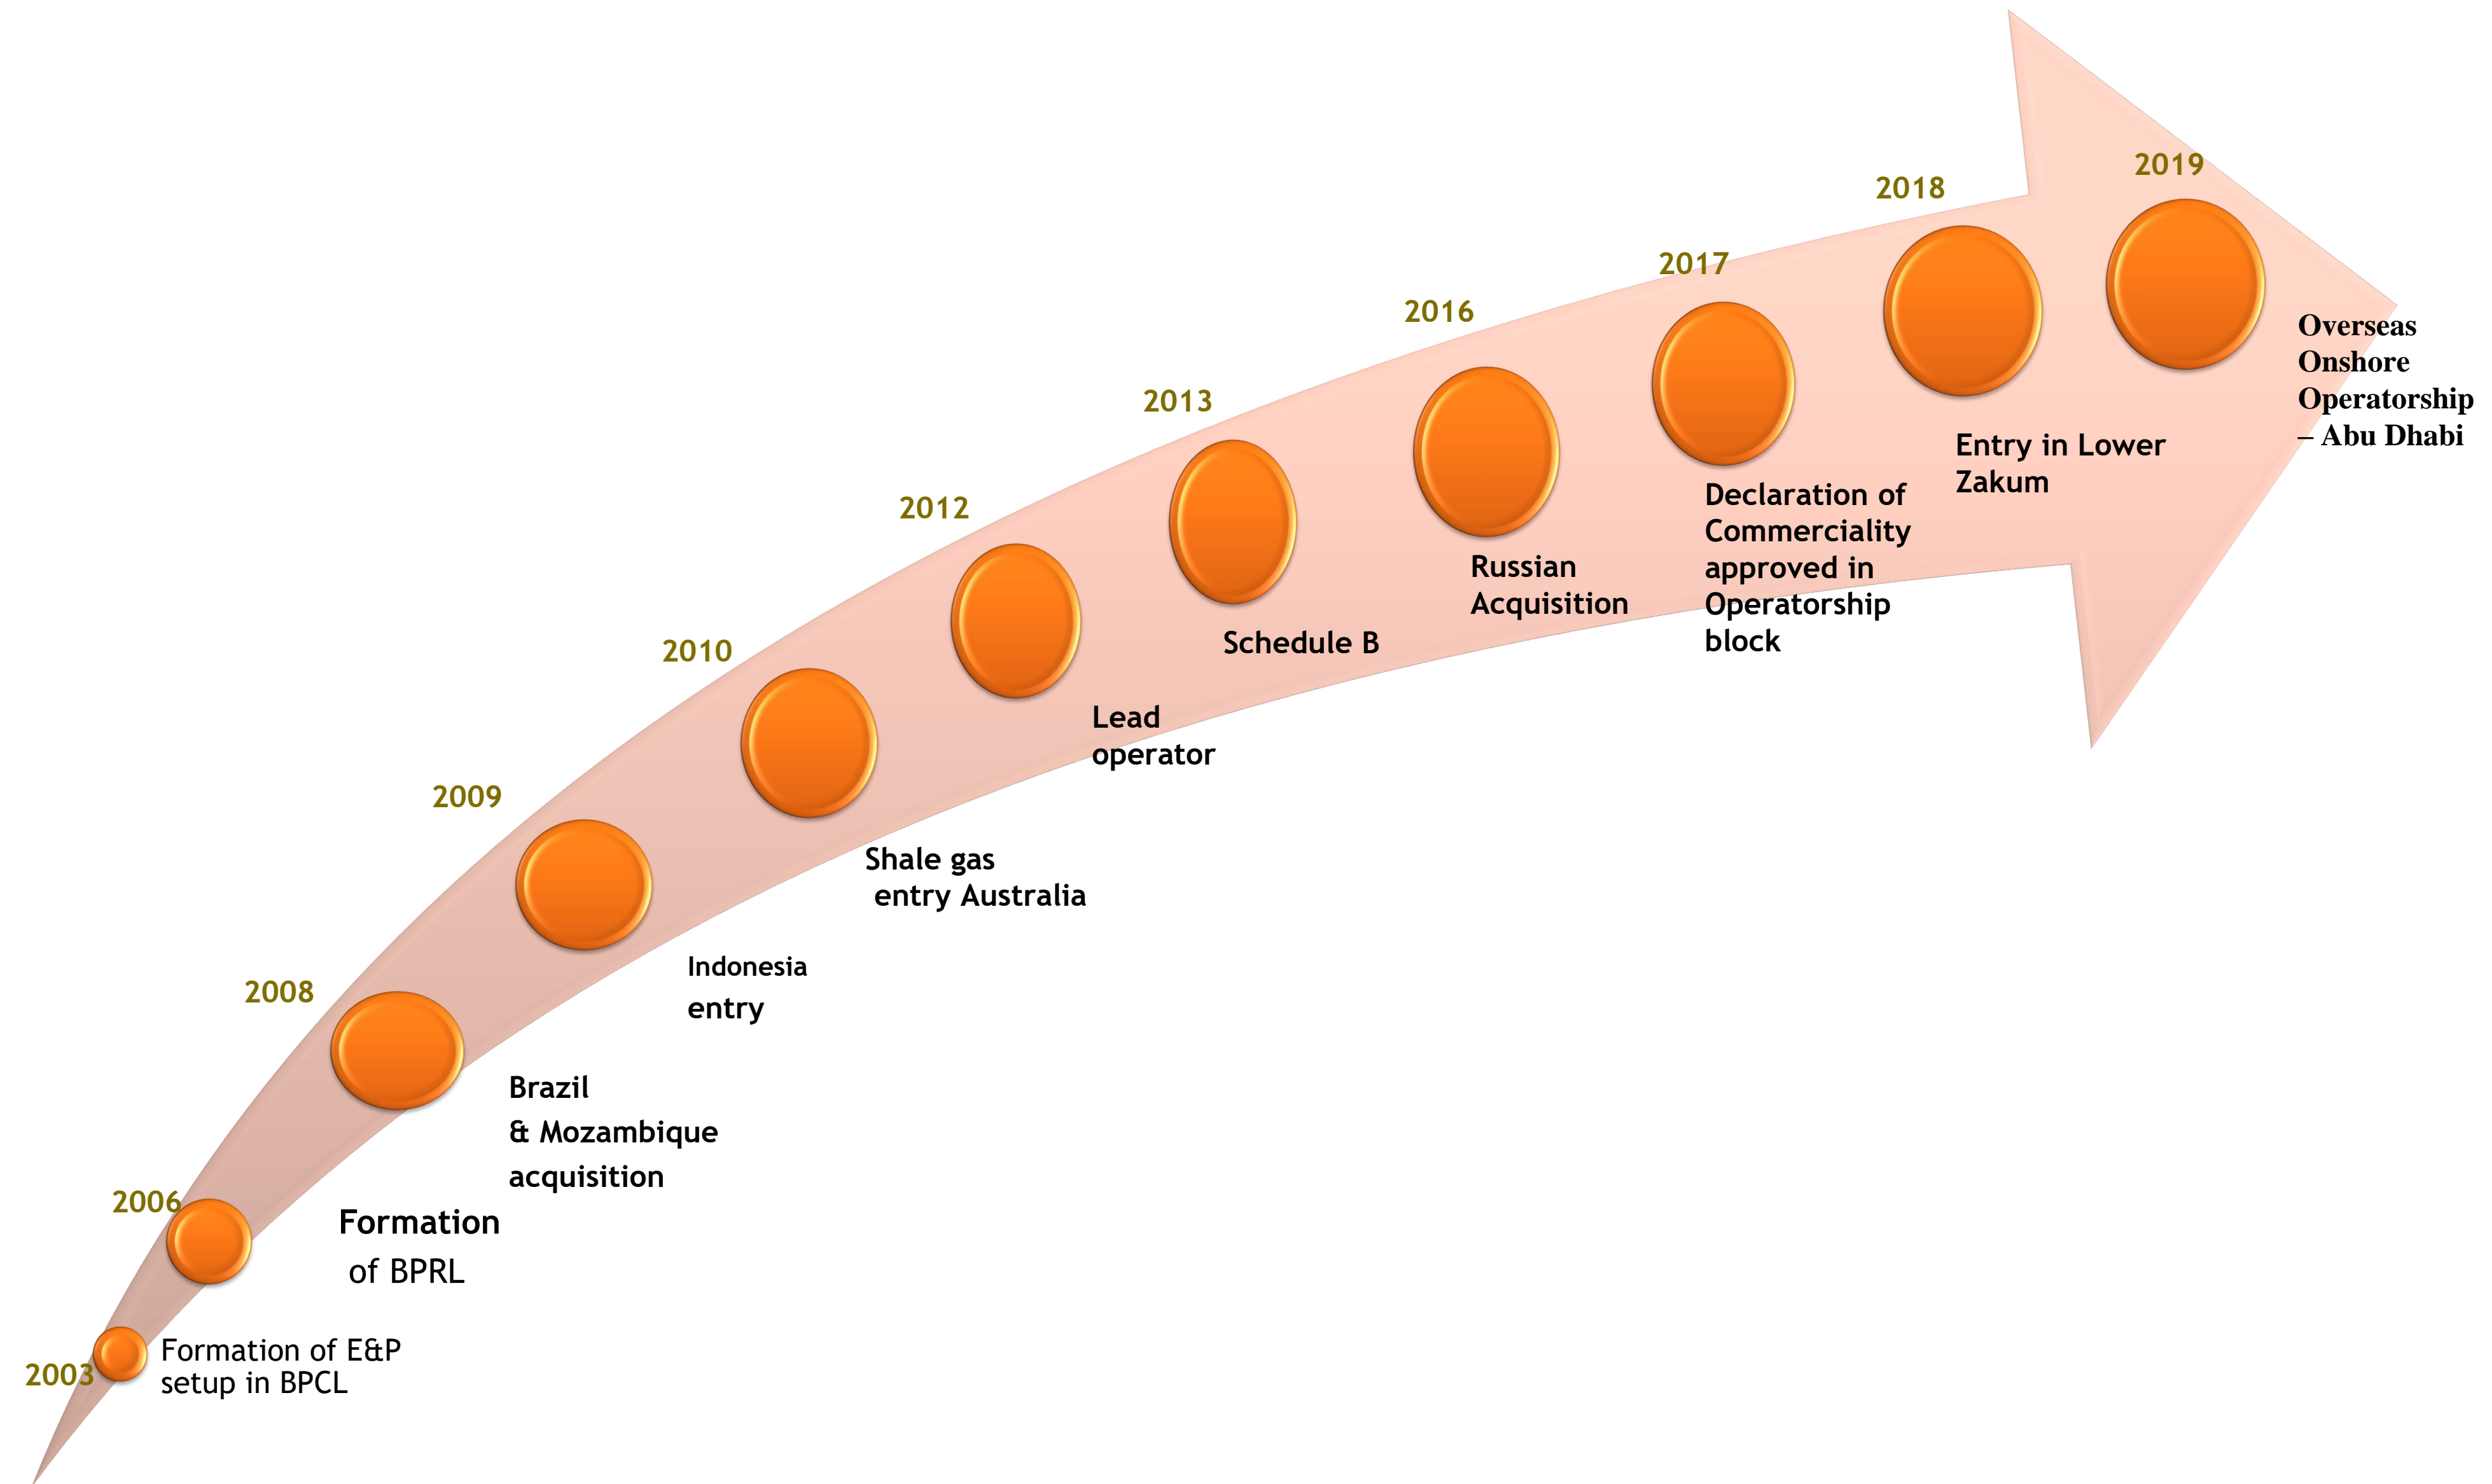 2003
Formation of E&P
setup in BPCL
2006
Formation
of BPRL
2008
Brazil
& Mozambique
acquisition
2009
Indonesia
entry
2010
Shale gas
entry Australia
2012
Lead
operator
2013
Schedule B
2016
Russian
Acquisition
2017
Declaration of
Commerciality
approved in
Operatorship
block
2018
Entry in Lower
Zakum
2019
Overseas
Onshore
Operatorship
– Abu Dhabi